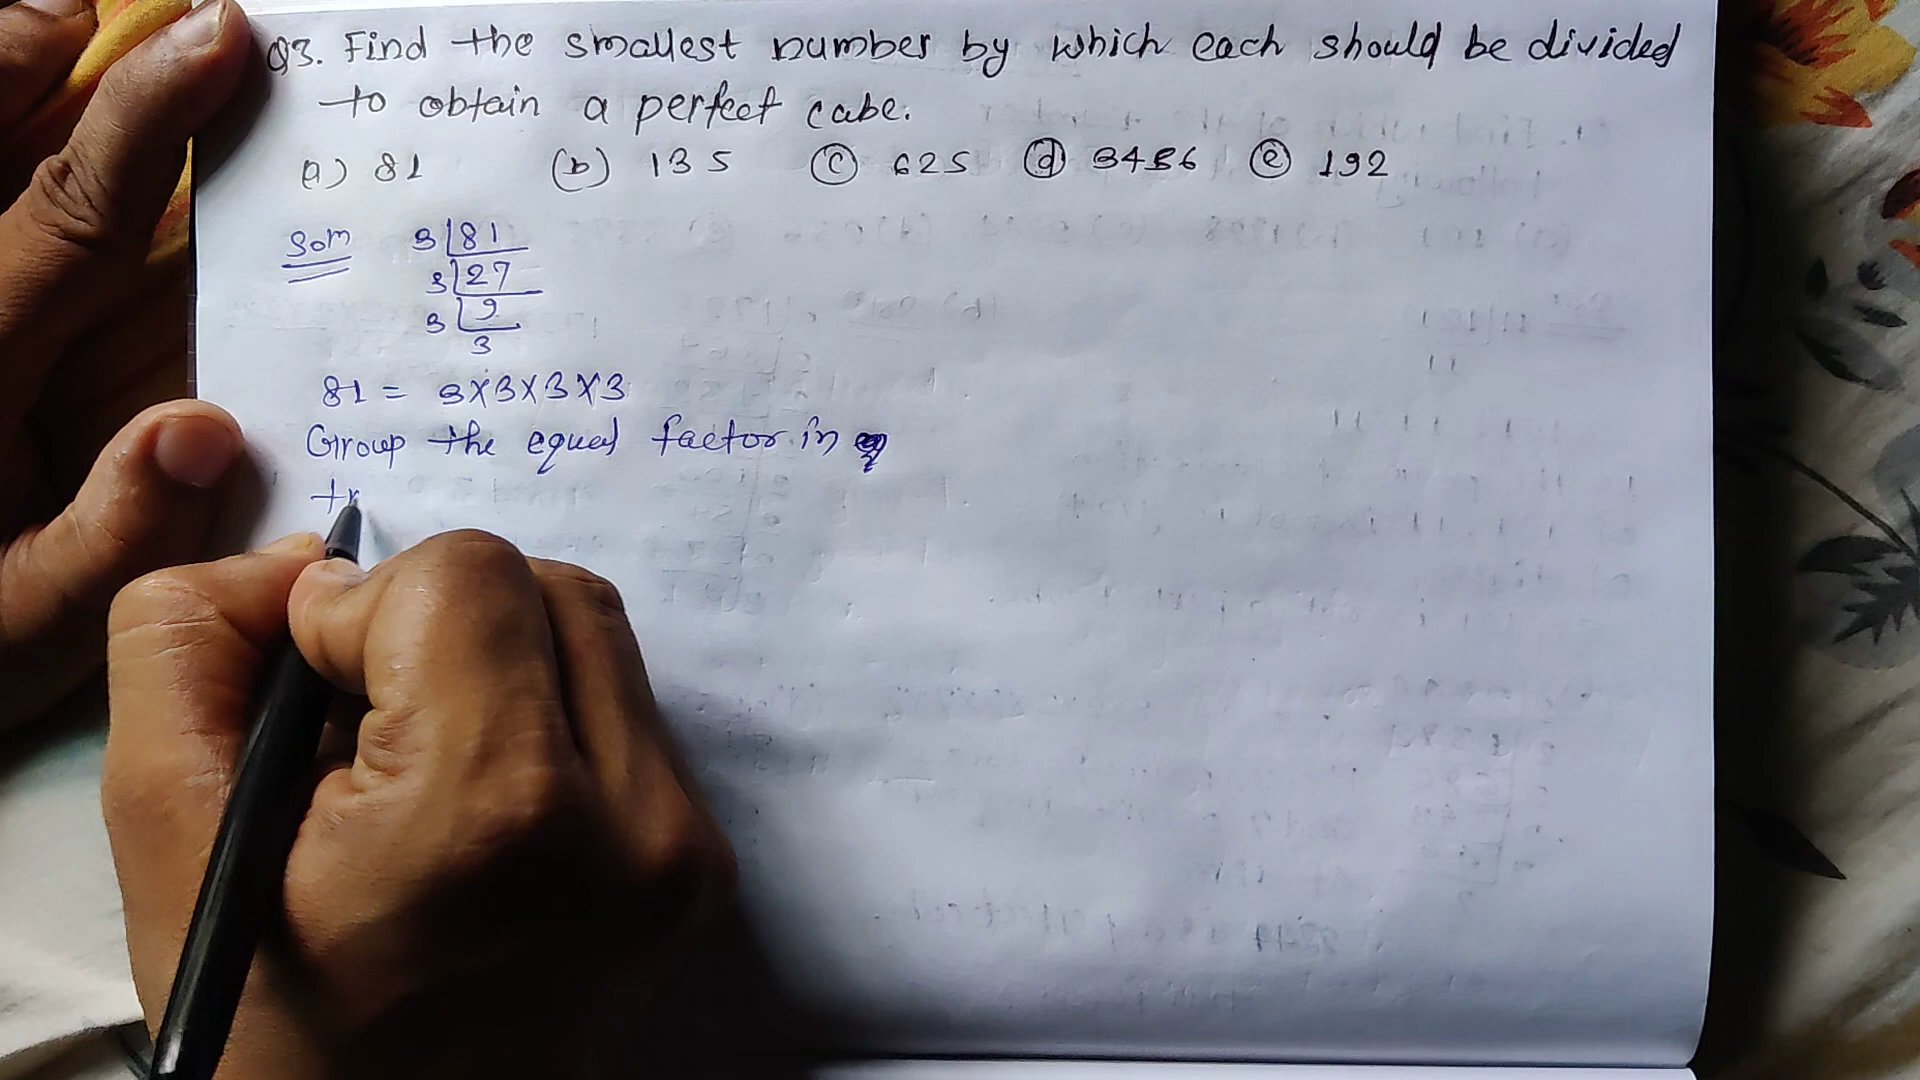 Q3. Find the smallest number by which each should be divided
to obtain a perfect cube.
(a) 81 (b) 135 (c) 625 (d) 3456 (e) 192
Soln 3 81
3 27
3 9
3
81 = 3×3×3×3
Group the equal factor in
tr